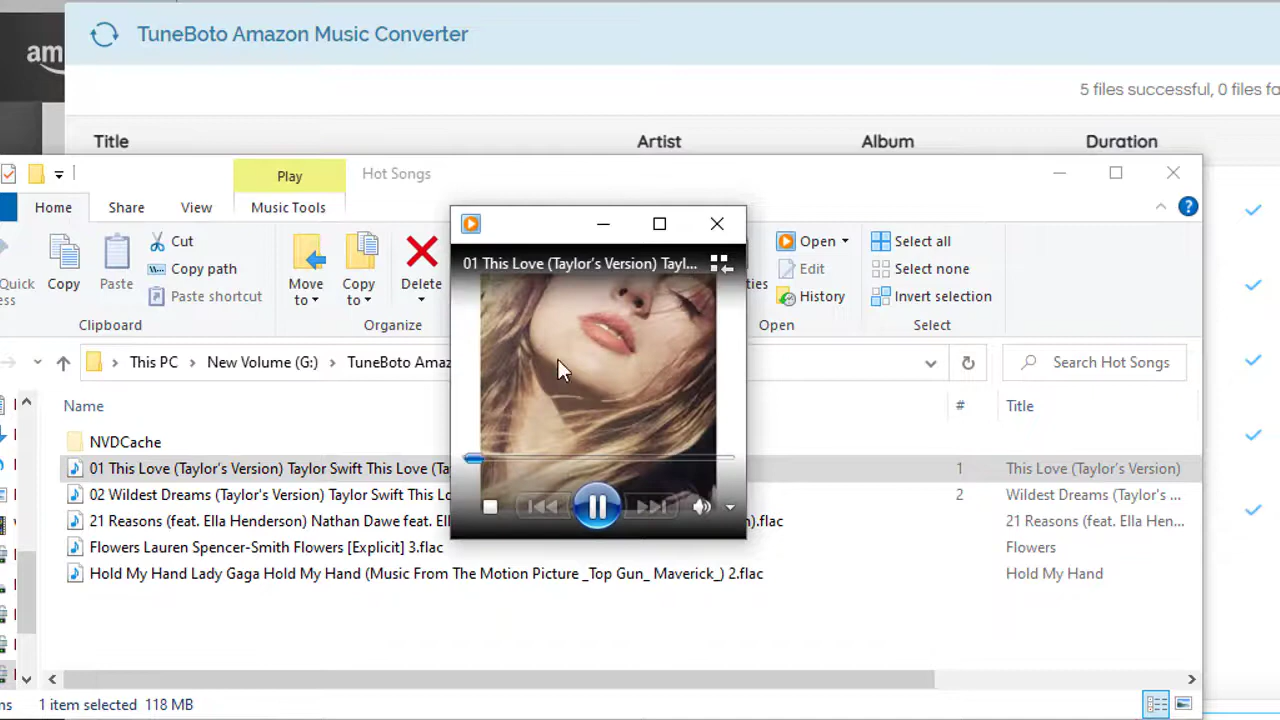 am
TuneBoto Amazon Music Converter
5 files successful, 0 files fa
Title Artist Album Duration
Play Hot Songs
Home Share View Music Tools
Quick
ess
Copy
Paste
Cut
Copy path
Paste shortcut
Clipboard
Move
to
Copy
to
Delete
Organize
ties
Open
Edit
History
Open
Select all
Select none
Invert selection
Select
01 This Love (Taylor's Version) Tayl...
This PC New Volume (G:) TuneBoto Amaz
Search Hot Songs
Name # Title
NVDCache
01 This Love (Taylor's Version) Taylor Swift This Love (Ta 1 This Love (Taylor's Version)
02 Wildest Dreams (Taylor's Version) Taylor Swift This Lo 2 Wildest Dreams (Taylor's ...
21 Reasons (feat. Ella Henderson) Nathan Dawe feat. E n).flac 21 Reasons (feat. Ella Hen...
Flowers Lauren Spencer-Smith Flowers [Explicit] 3.flac Flowers
Hold My Hand Lady Gaga Hold My Hand (Music From The Motion Picture _Top Gun_ Maverick_) 2.flac Hold My Hand
ms 1 item selected 118 MB